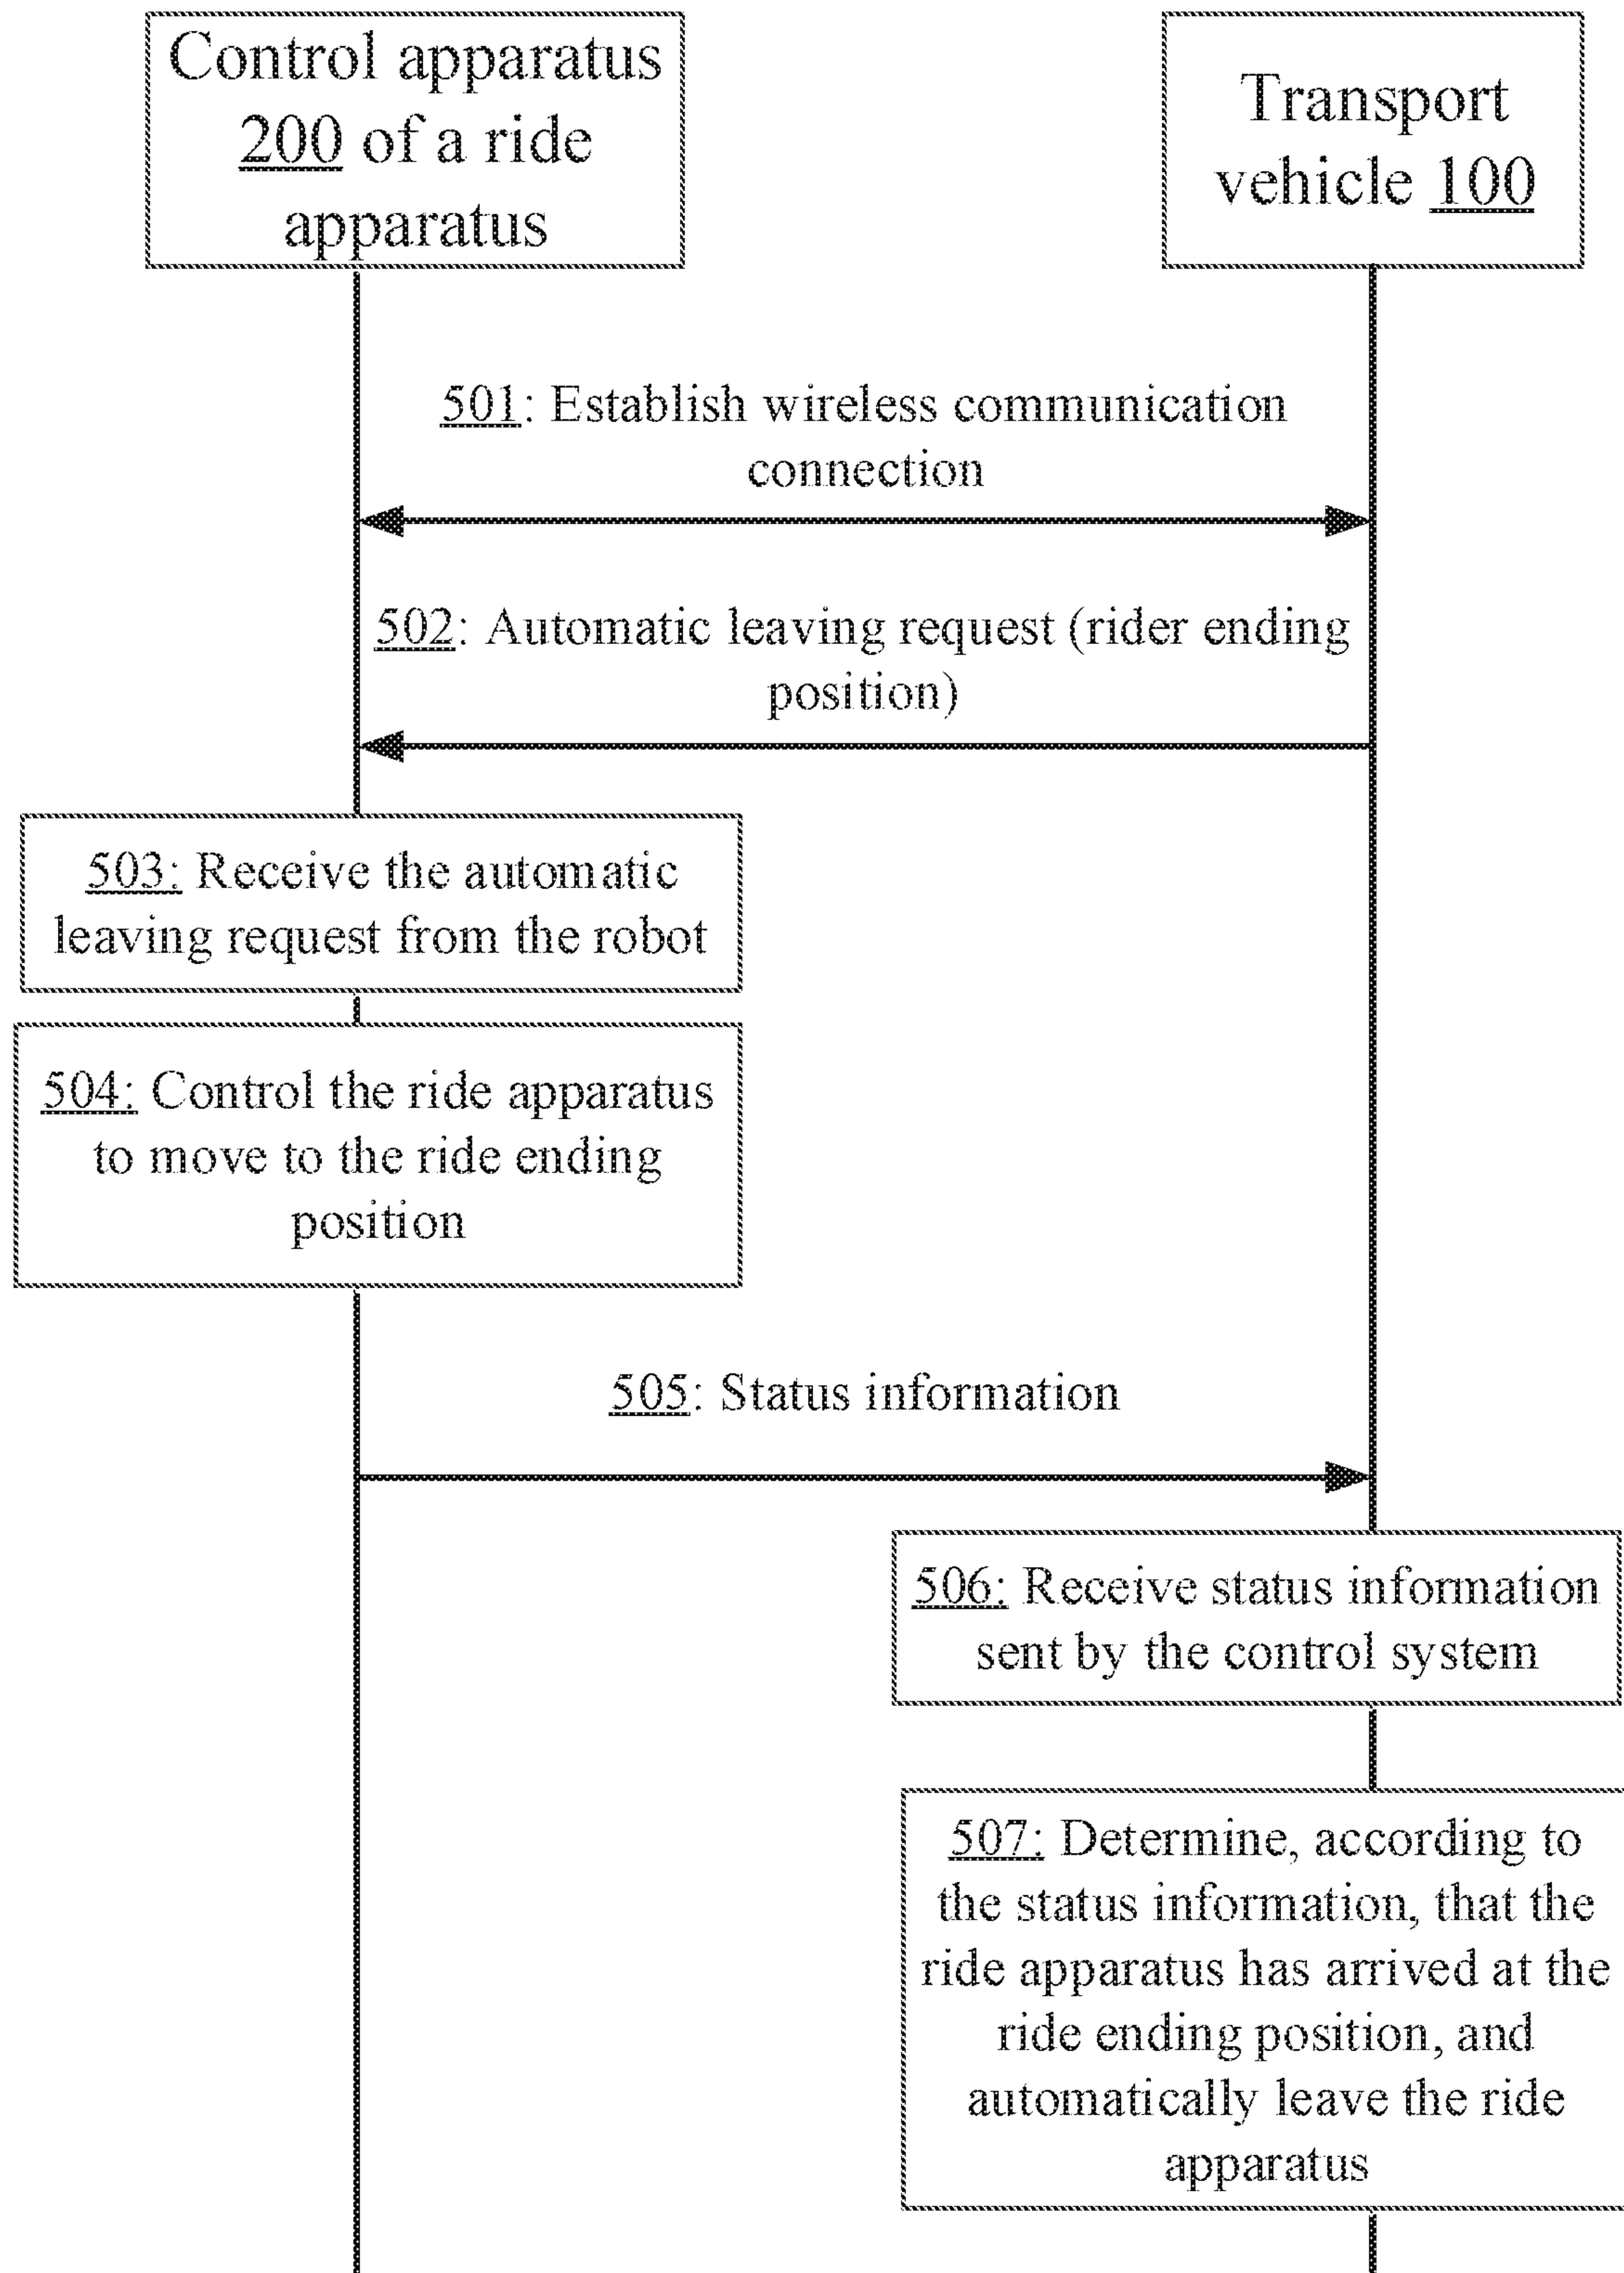 Control apparatus
200 of a ride
apparatus
Transport
vehicle 100
501: Establish wireless communication
connection
502: Automatic leaving request (rider ending
position)
503: Receive the automatic
leaving request from the robot
504: Control the ride apparatus
to move to the ride ending
position
505: Status information
506: Receive status information
sent by the control system
507: Determine, according to
the status information, that the
ride apparatus has arrived at the
ride ending position, and
automatically leave the ride
apparatus